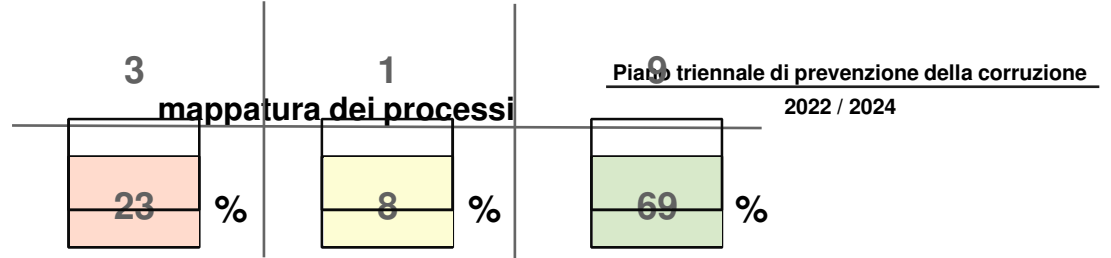 3 1 9
Piano triennale di prevenzione della corruzione
mappatura dei processi
2022 / 2024
23 % 8 % 69 %